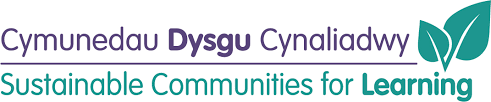 Cymunedau Dysgu Cynaliadwy
Sustainable Communities for Learning